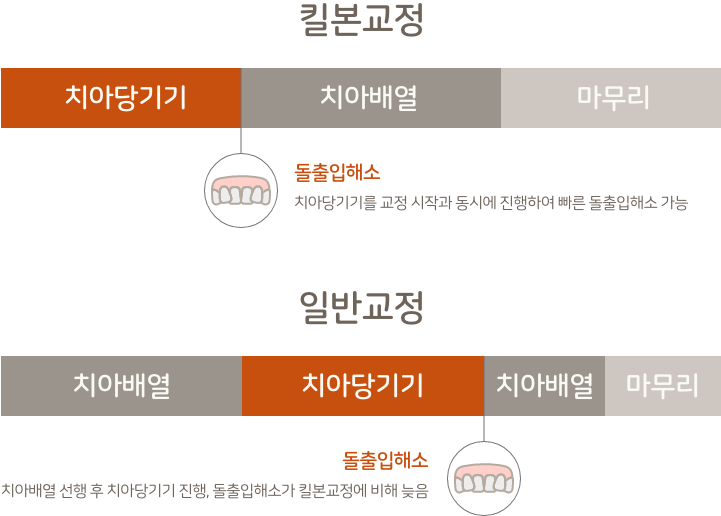 킬본교정
치아당기기 치아배열 마무리
돌출입해소
치아당기기를 교정 시작과 동시에 진행하여 빠른 돌출입해소 가능
일반교정
치아배열 치아당기기 치아배열 마무리
돌출입해소
치아배열 선행 후 치아당기기 진행, 돌출입해소가 킬본교정에 비해 늦음